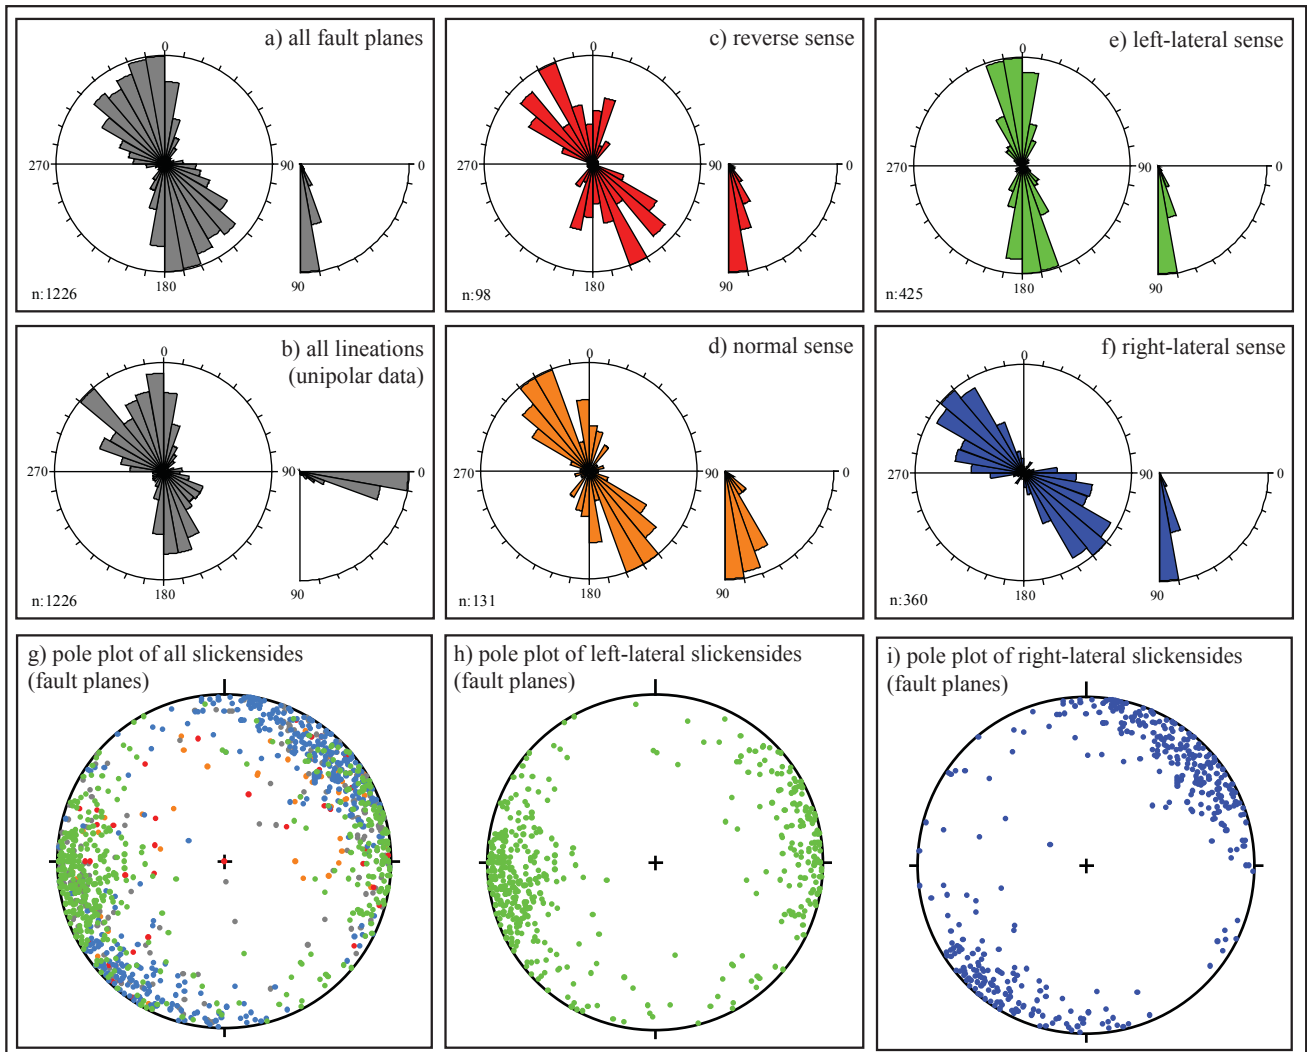 a) all fault planes
0
270
90
0
180
90
n:1226
c) reverse sense
0
270
90
0
180
90
n:98
e) left-lateral sense
0
270
90
0
180
90
n:425
b) all lineations
(unipolar data)
0
270
90
0
180
90
n:1226
d) normal sense
0
270
90
0
180
90
n:131
f) right-lateral sense
0
270
90
0
180
90
n:360
g) pole plot of all slickensides
(fault planes)
h) pole plot of left-lateral slickensides
(fault planes)
i) pole plot of right-lateral slickensides
(fault planes)